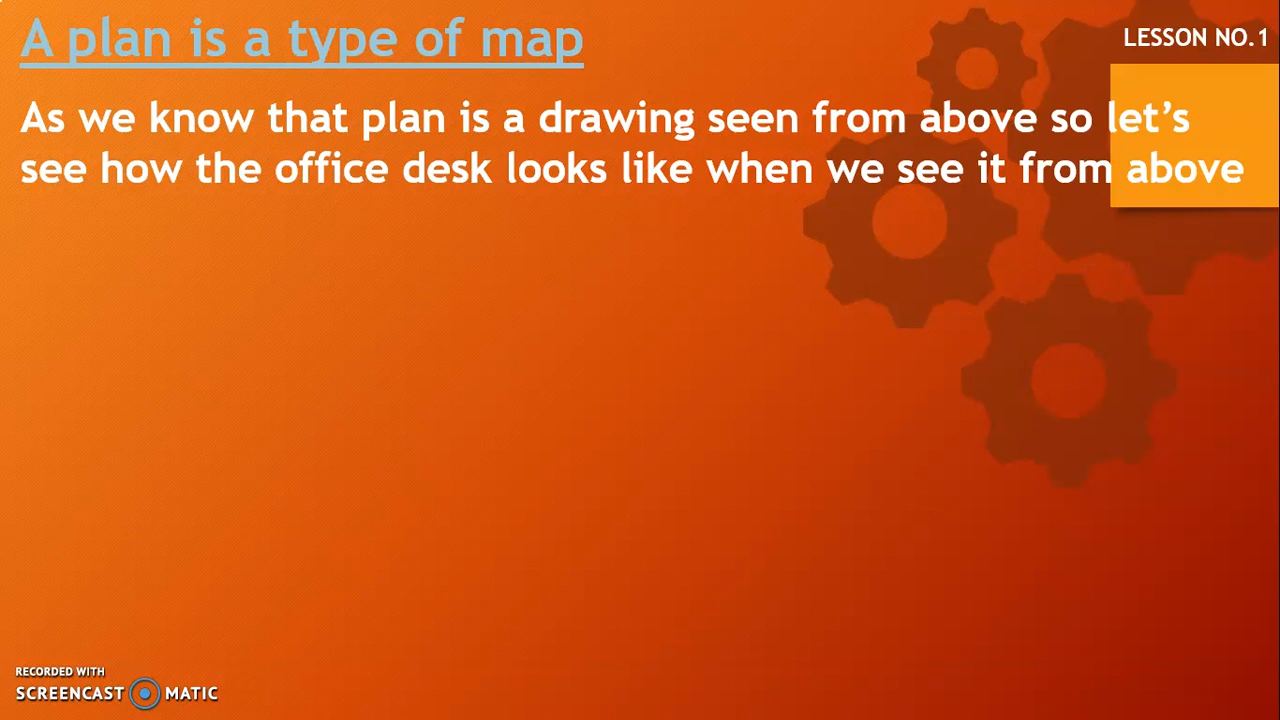 A plan is a type of map
LESSON NO.1
As we know that plan is a drawing seen from above so let's
see how the office desk looks like when we see it from above
RECORDED WITH
SCREENCAST MATIC